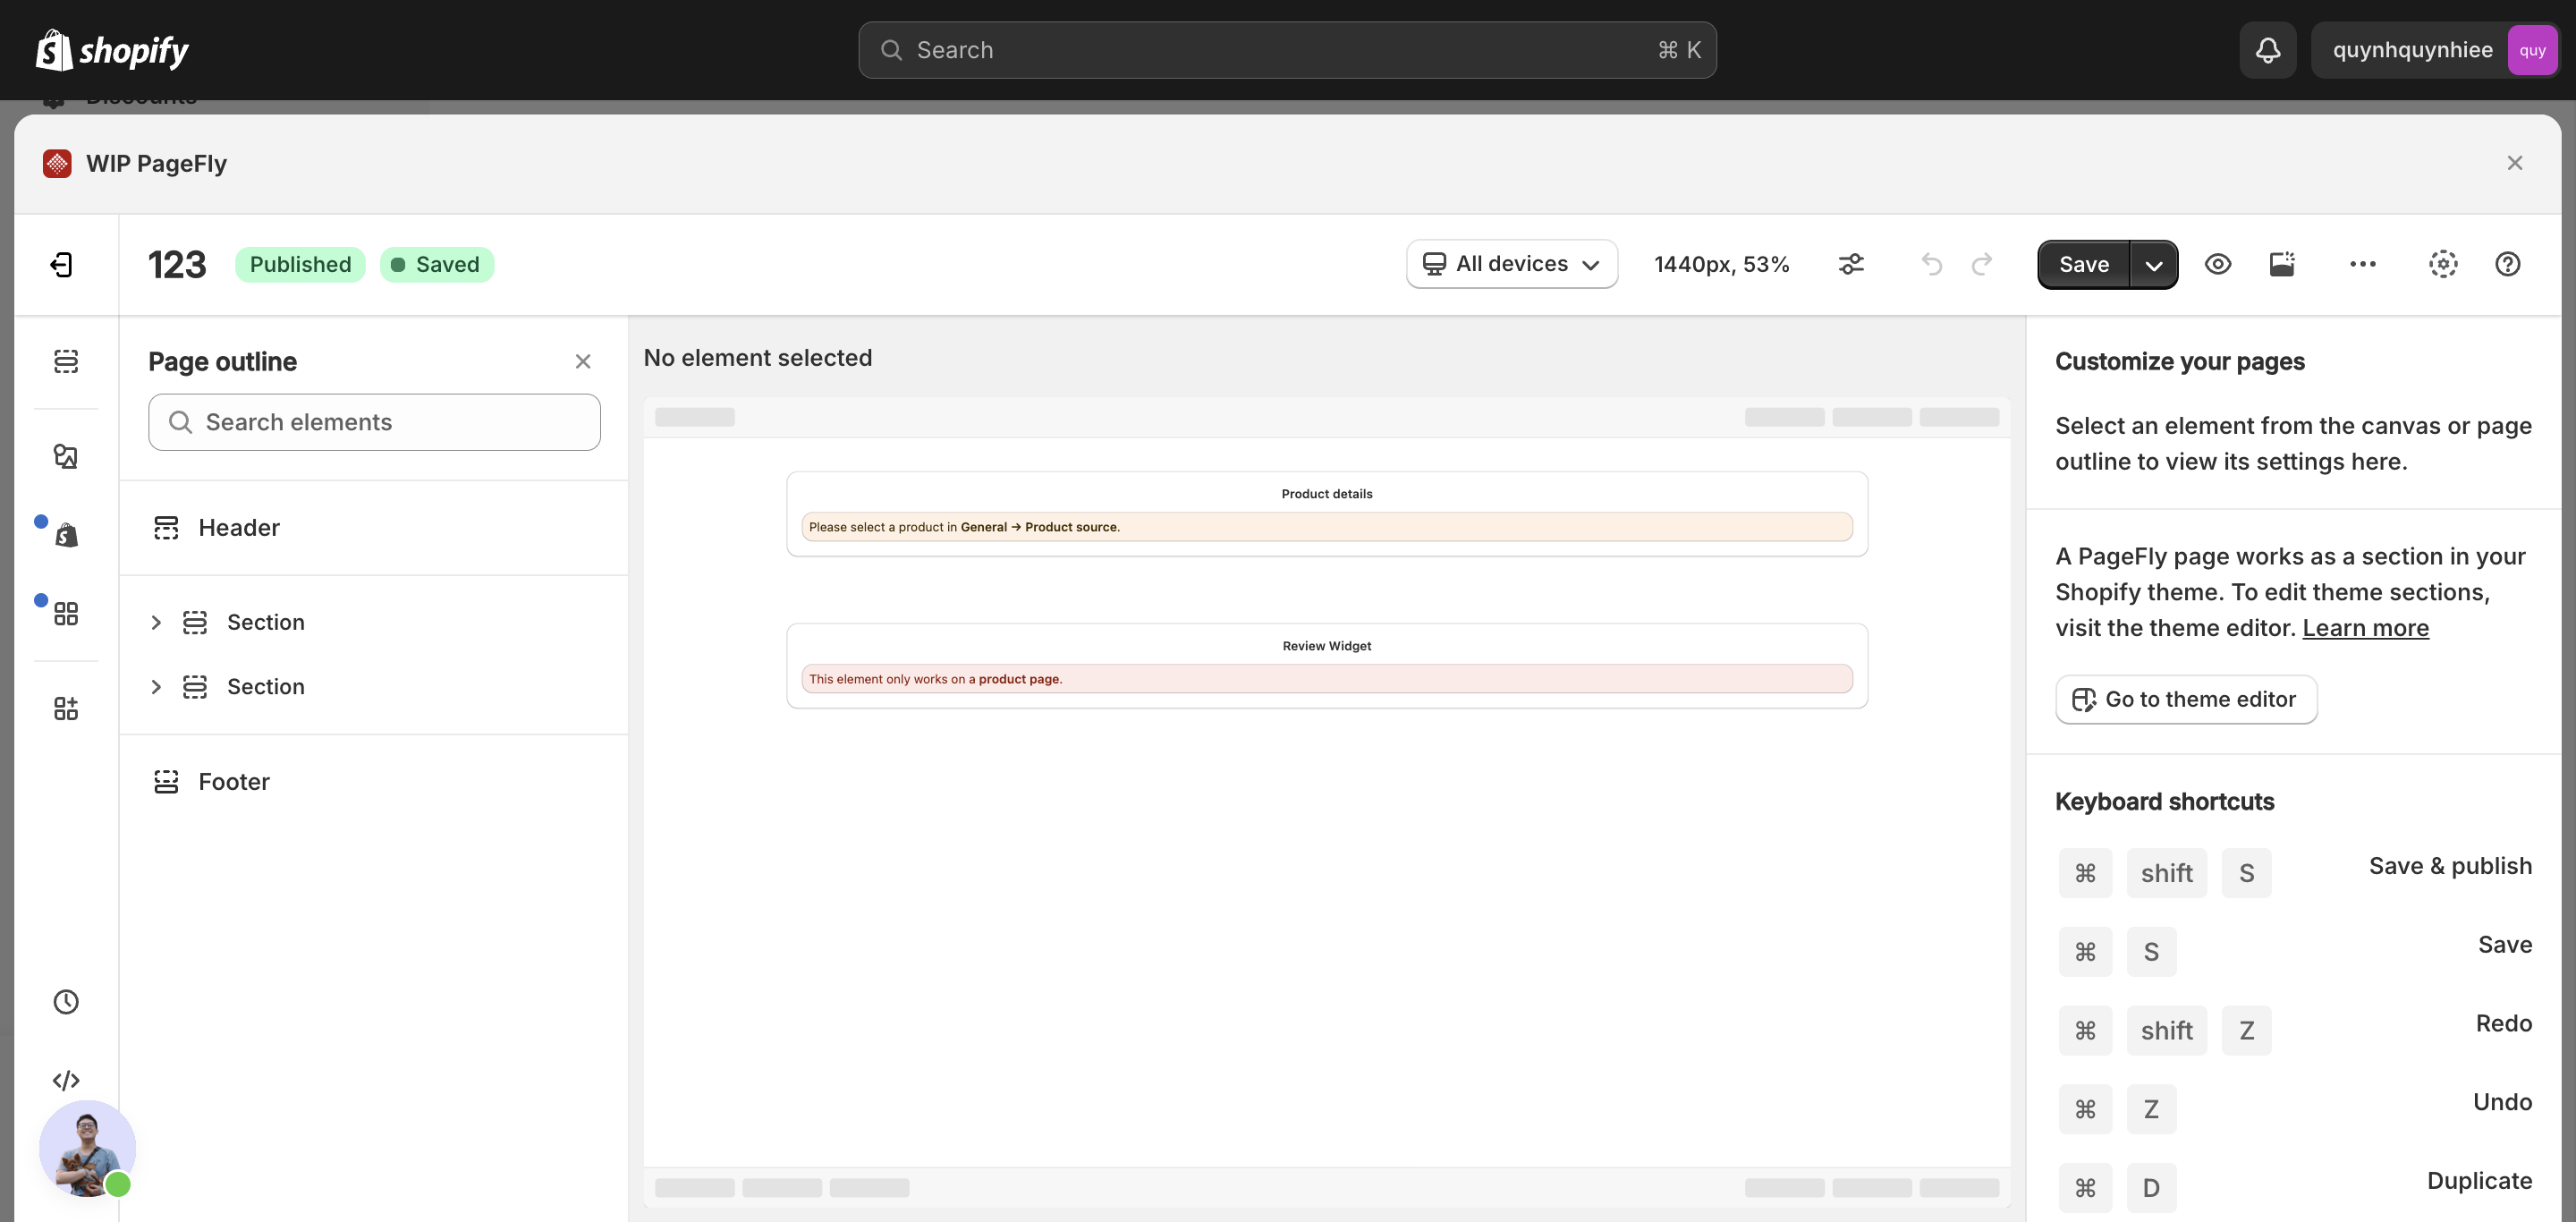 shopify
Search
⌘ K
quynhquynhiee
quy
Discounts
WIP PageFly
123
Published
Saved
All devices
1440px, 53%
Save
Page outline
Search elements
Header
Section
Section
Footer
No element selected
Product details
Please select a product in General → Product source.
Review Widget
This element only works on a product page.
Customize your pages
Select an element from the canvas or page
outline to view its settings here.
A PageFly page works as a section in your
Shopify theme. To edit theme sections,
visit the theme editor. Learn more
Go to theme editor
Keyboard shortcuts
⌘ shift S Save & publish
⌘ S Save
⌘ shift Z Redo
⌘ Z Undo
⌘ D Duplicate